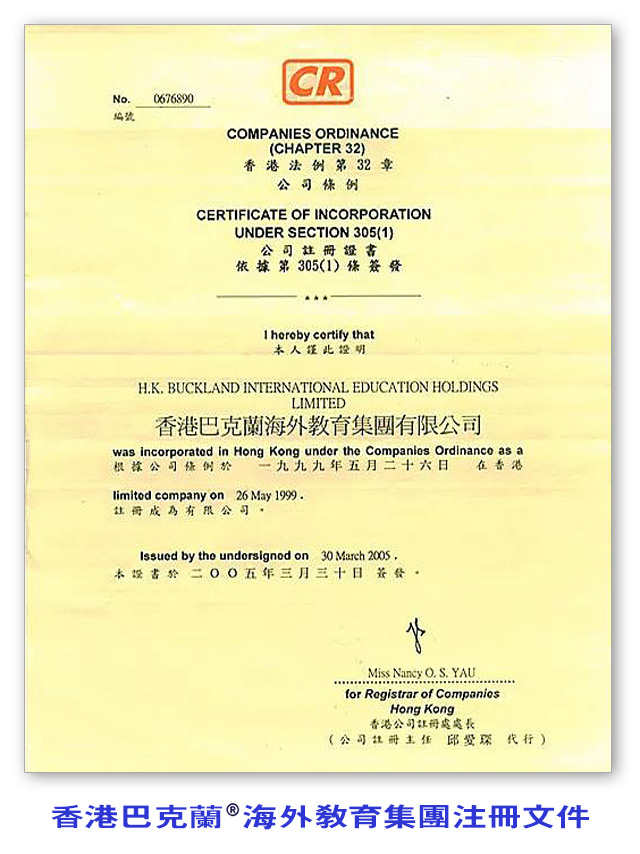 CR
No. 0676890
編號
COMPANIES ORDINANCE
(CHAPTER 32)
香港法例第32章
公司條例
CERTIFICATE OF INCORPORATION
UNDER SECTION 305(1)
公司註冊證書
依據第305(1)條簽發
I hereby certify that
本人謹此證明
H.K. BUCKLAND INTERNATIONAL EDUCATION HOLDINGS
LIMITED
香港巴克蘭海外教育集團有限公司
was incorporated in Hong Kong under the Companies Ordinance as a
根據公司條例於 一九九九年五月二十六日 在香港
limited company on 26 May 1999 .
註冊成為有限公司。
Issued by the undersigned on 30 March 2005 .
本證書於 二OO五年三月三十日 簽發。
Miss Nancy O. S. YAU
for Registrar of Companies
Hong Kong
香港公司註冊處處長
(公司註冊主任 邱愛琛 代行)
香港巴克蘭®海外教育集團注冊文件